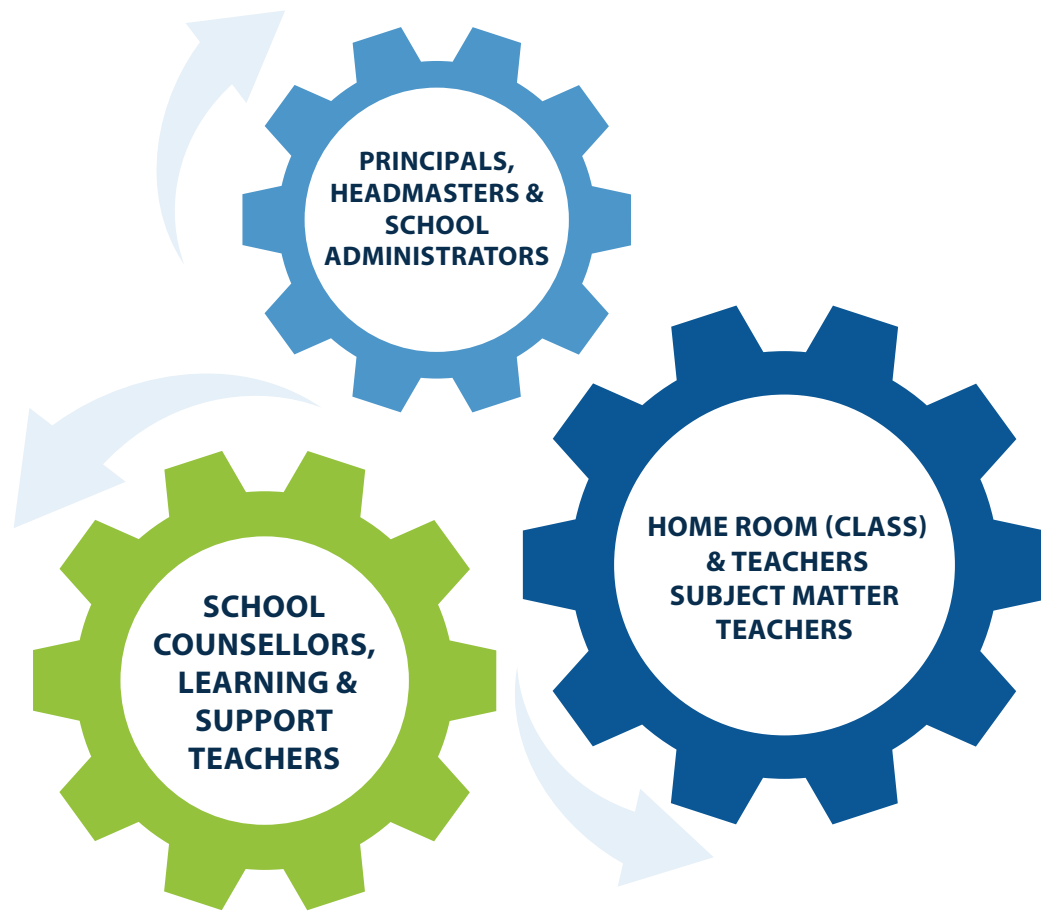 PRINCIPALS,
HEADMASTERS &
SCHOOL
ADMINISTRATORS
HOME ROOM (CLASS)
& TEACHERS
SUBJECT MATTER
TEACHERS
SCHOOL
COUNSELLORS,
LEARNING &
SUPPORT
TEACHERS